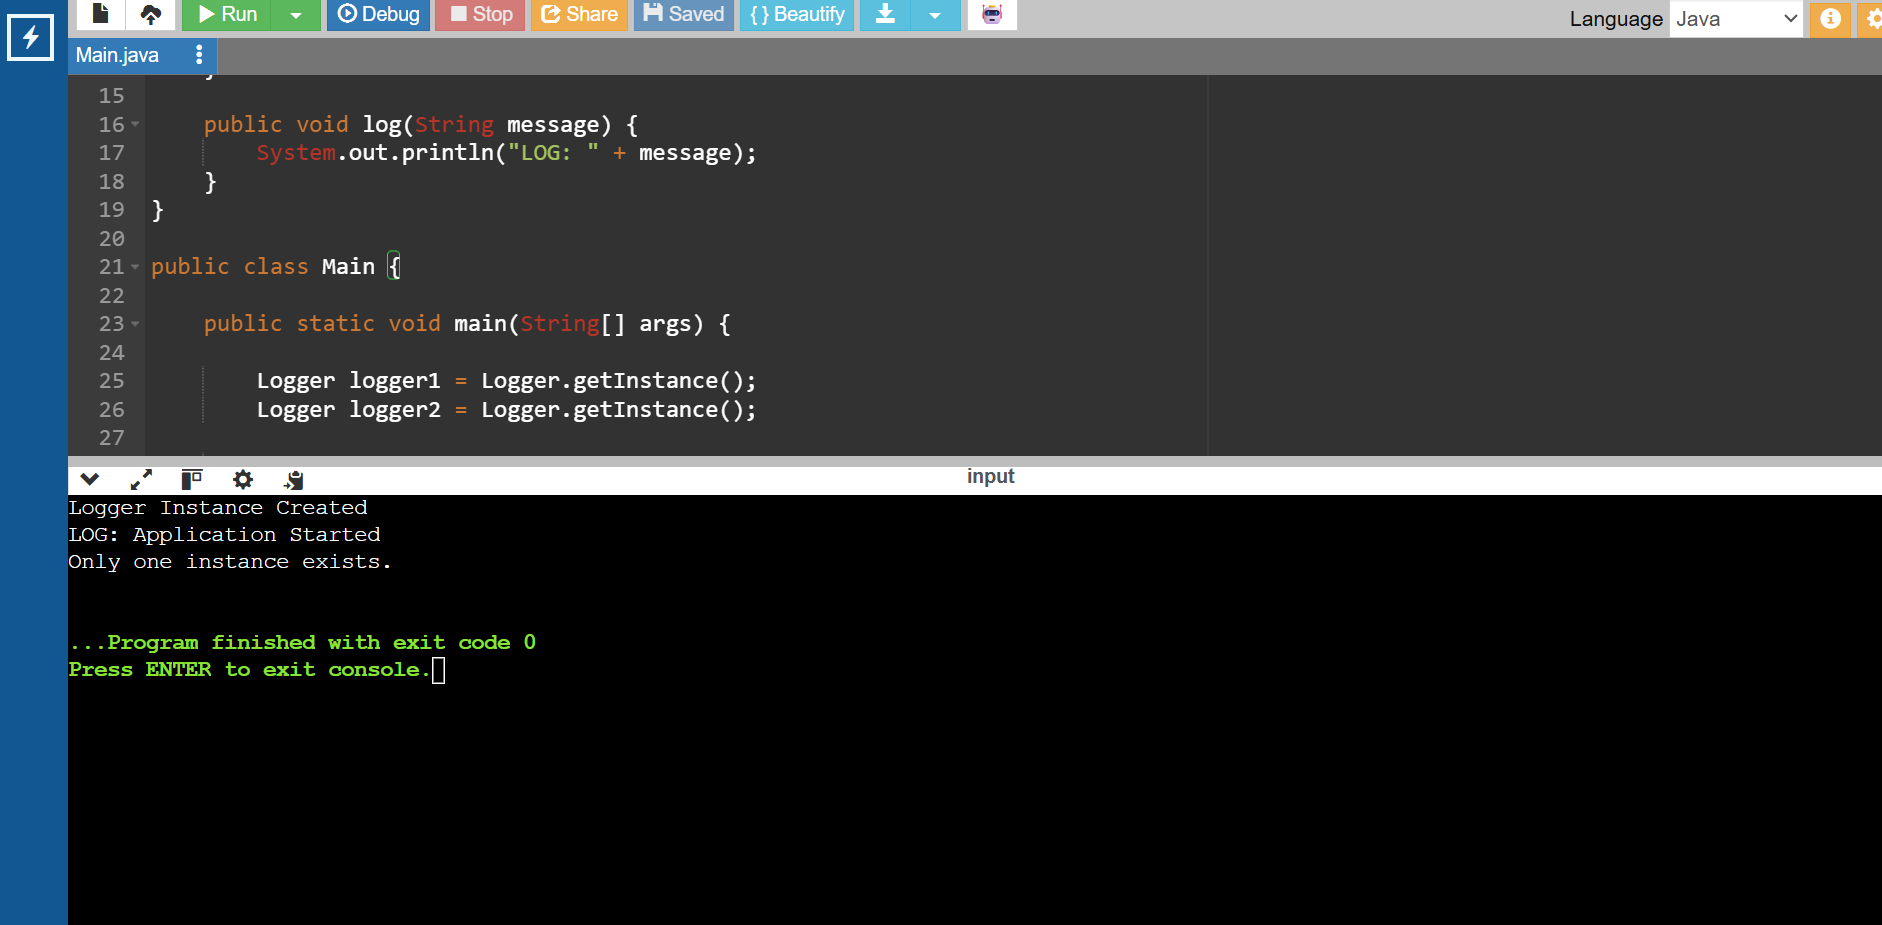 Run Debug Stop Share Saved { } Beautify Language Java
Main.java
15
16 public void log(String message) {
17 System.out.println("LOG: " + message);
18 }
19 }
20
21 public class Main {
22
23 public static void main(String[] args) {
24
25 Logger logger1 = Logger.getInstance();
26 Logger logger2 = Logger.getInstance();
27
input
Logger Instance Created
LOG: Application Started
Only one instance exists.
...Program finished with exit code 0
Press ENTER to exit console.